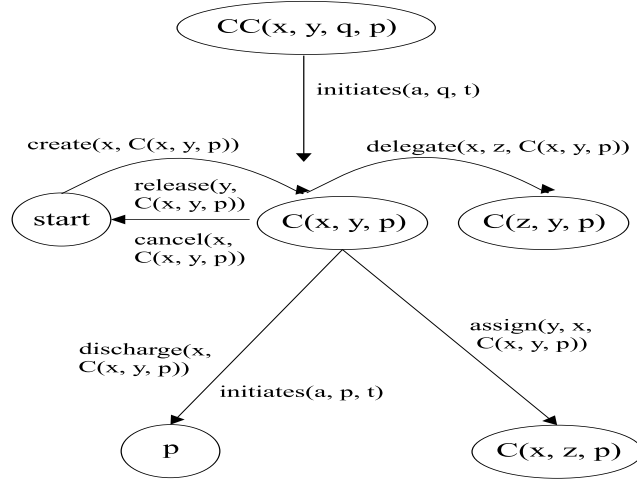 CC(x, y, q, p)
initiates(a, q, t)
create(x, C(x, y, p))
delegate(x, z, C(x, y, p))
release(y,
C(x, y, p))
start
C(x, y, p)
C(z, y, p)
cancel(x,
C(x, y, p))
assign(y, x,
C(x, y, p))
discharge(x,
C(x, y, p))
initiates(a, p, t)
p
C(x, z, p)